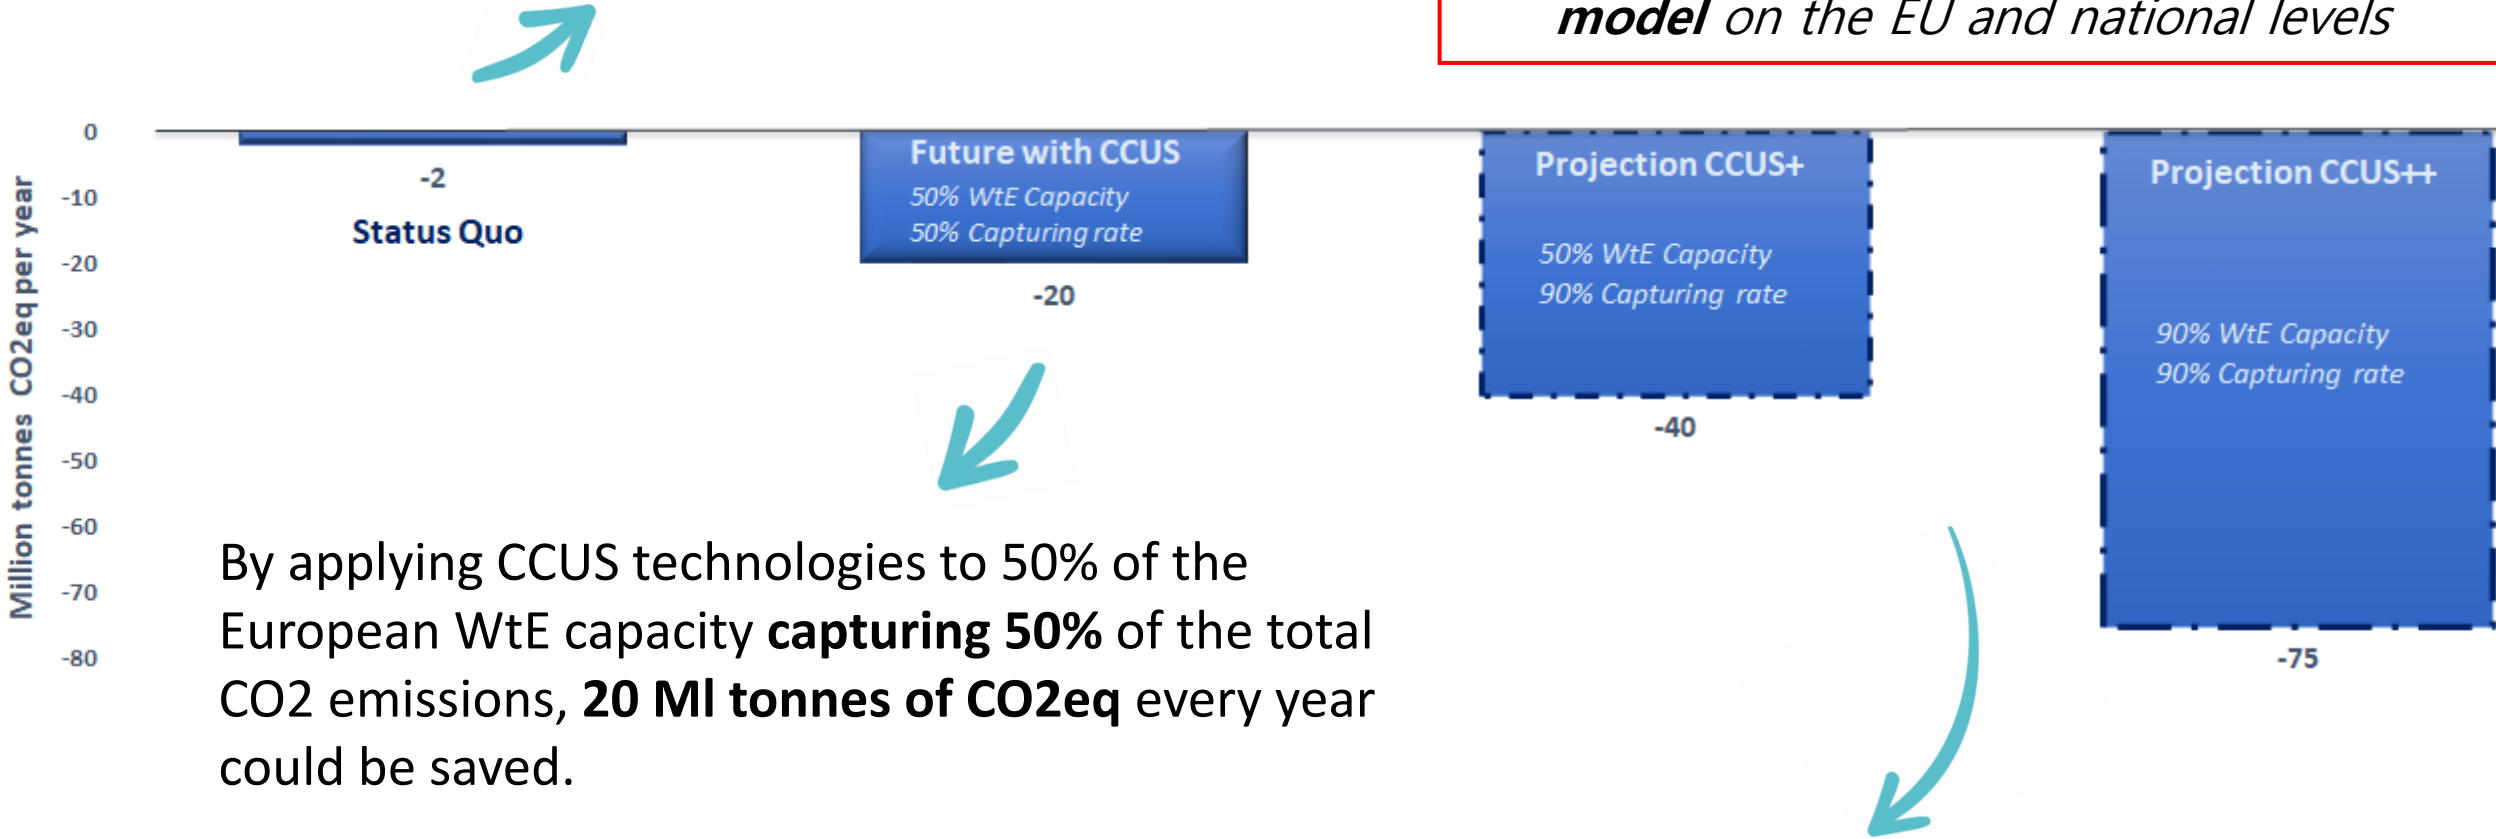 model on the EU and national levels
Million tonnes CO2eq per year
0
-10
-20
-30
-40
-50
-60
-70
-80
-2
Status Quo
Future with CCUS
50% WtE Capacity
50% Capturing rate
-20
Projection CCUS+
50% WtE Capacity
90% Capturing rate
-40
Projection CCUS++
90% WtE Capacity
90% Capturing rate
-75
By applying CCUS technologies to 50% of the
European WtE capacity capturing 50% of the total
CO2 emissions, 20 Ml tonnes of CO2eq every year
could be saved.